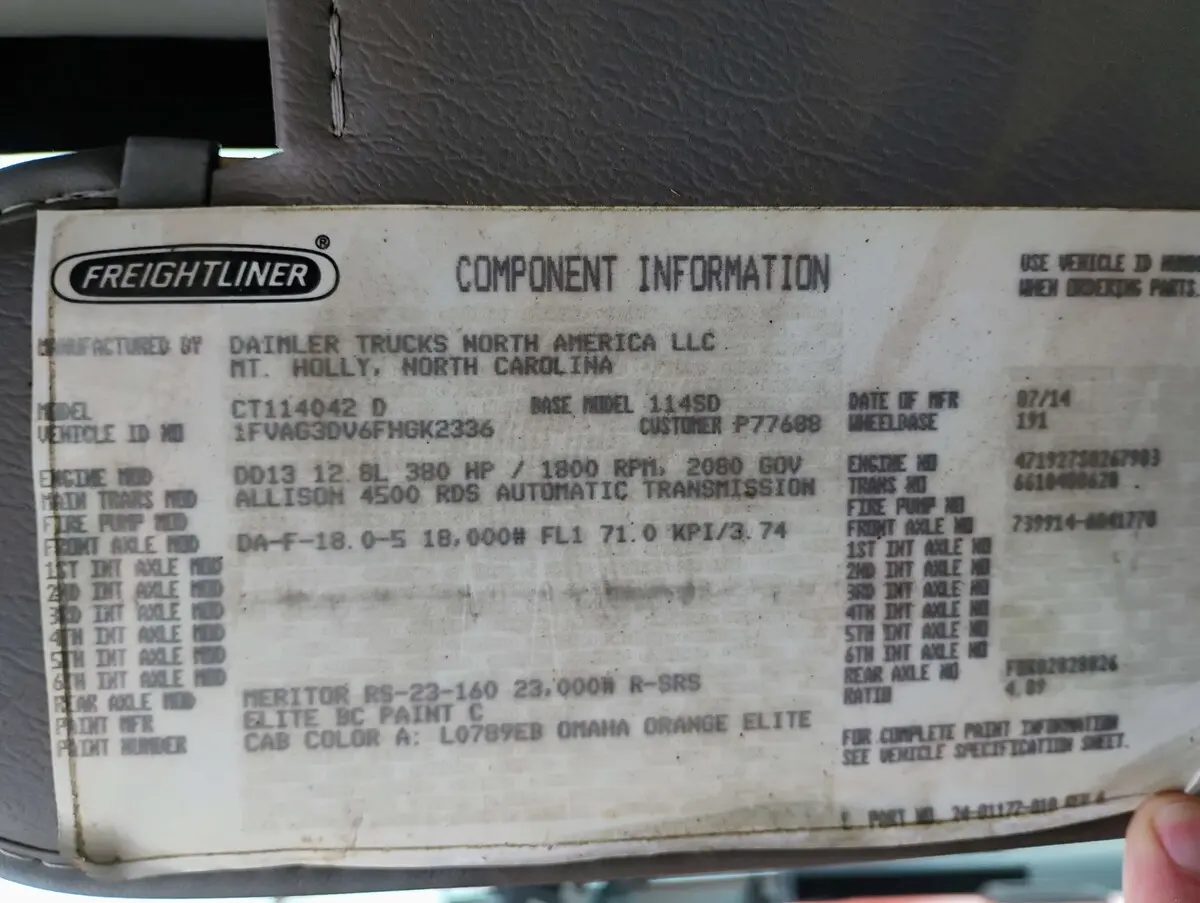 FREIGHTLINER®
COMPONENT INFORMATION
USE VEHICLE ID
WHEN ORDERING PARTS.
MANUFACTURED BY DAIMLER TRUCKS NORTH AMERICA LLC
MT. HOLLY, NORTH CAROLINA
MODEL CT114042 D BASE MODEL 114SD DATE OF MFR 07/14
VEHICLE ID NO 1FVAG3DV6FHGK2336 CUSTOMER P77688 WHEELBASE 191
ENGINE MOD DD13 12.8L 380 HP / 1800 RPM, 2080 GOV ENGINE NO
MAIN TRANS MOD ALLISON 4500 RDS AUTOMATIC TRANSMISSION TRANS NO 6610480620
FIRE PUMP MOD FIRE PUMP NO
FRONT AXLE MOD DA-F-18.0-5 18,000# FL1 71.0 KPI/3.74 FRONT AXLE NO
1ST INT AXLE MOD 1ST INT AXLE NO
2ND INT AXLE MOD 2ND INT AXLE NO
3RD INT AXLE MOD 3RD INT AXLE NO
4TH INT AXLE MOD 4TH INT AXLE NO
5TH INT AXLE MOD 5TH INT AXLE NO
6TH INT AXLE MOD 6TH INT AXLE NO
REAR AXLE MOD MERITOR RS-23-160 23,000# R-SRS REAR AXLE NO
PAINT MFR ELITE BC PAINT C RATIO 4.89
PAINT NUMBER CAB COLOR A: L0789EB OMAHA ORANGE ELITE
FOR COMPLETE PAINT INFORMATION
SEE VEHICLE SPECIFICATION SHEET.
PART NO. 24-01177-010 REV